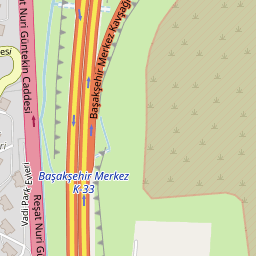 Reşat Nuri Güntekin Caddesi
Başakşehir Merkez Kavşağı
Başakşehir Merkez
K-33
Vadi Park Evleri
Reşat Nuri